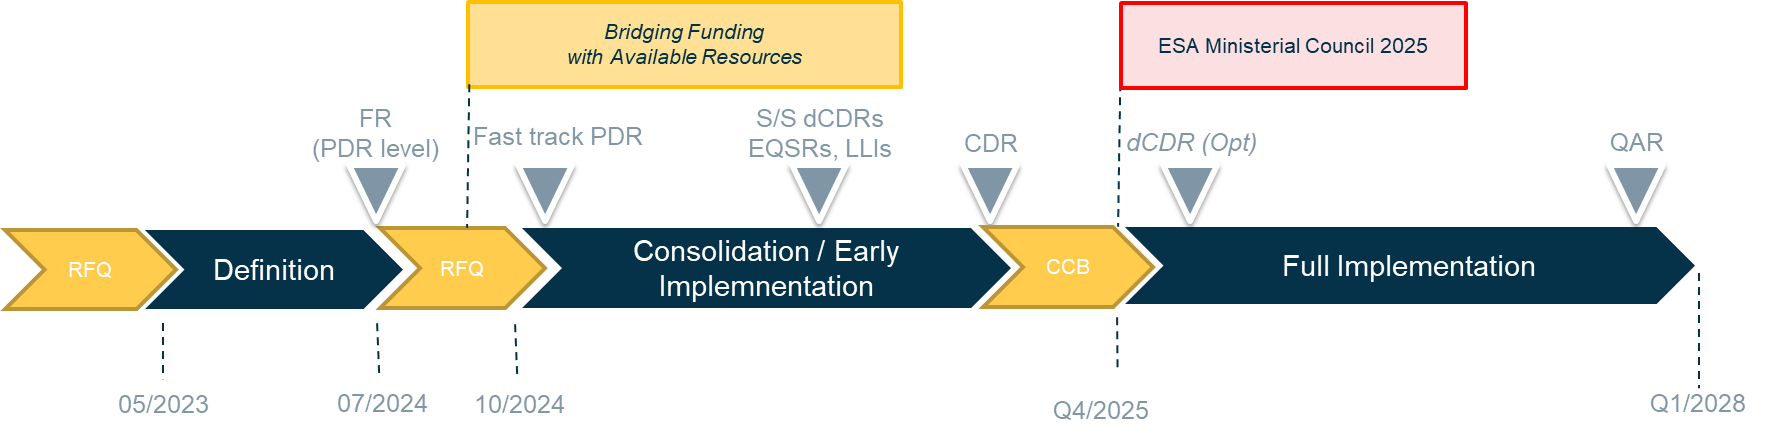 Bridging Funding
with Available Resources
ESA Ministerial Council 2025
FR
(PDR level)
Fast track PDR
S/S dCDRs
EQSRs, LLIs
CDR
dCDR (Opt)
QAR
RFQ
Definition
RFQ
Consolidation / Early
Implemnentation
CCB
Full Implementation
05/2023
07/2024
10/2024
Q4/2025
Q1/2028